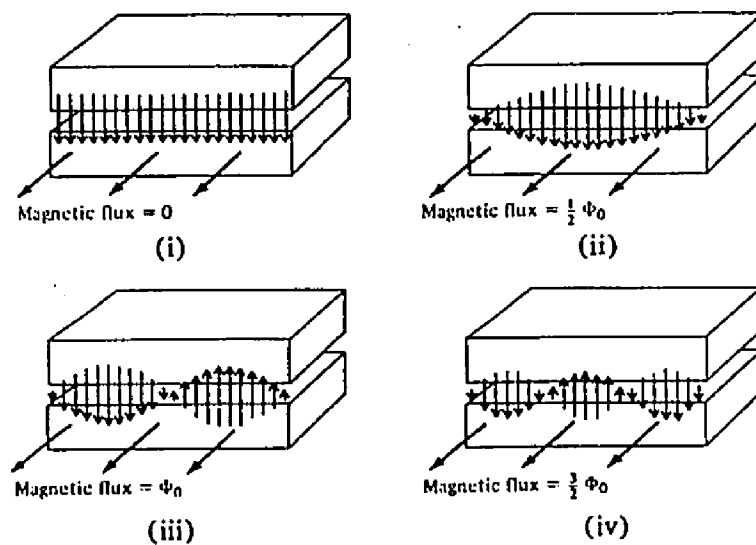 Magnetic flux = 0
(i)
Magnetic flux = ½ Φ₀
(ii)
Magnetic flux = Φ₀
(iii)
Magnetic flux = 3/2 Φ₀
(iv)